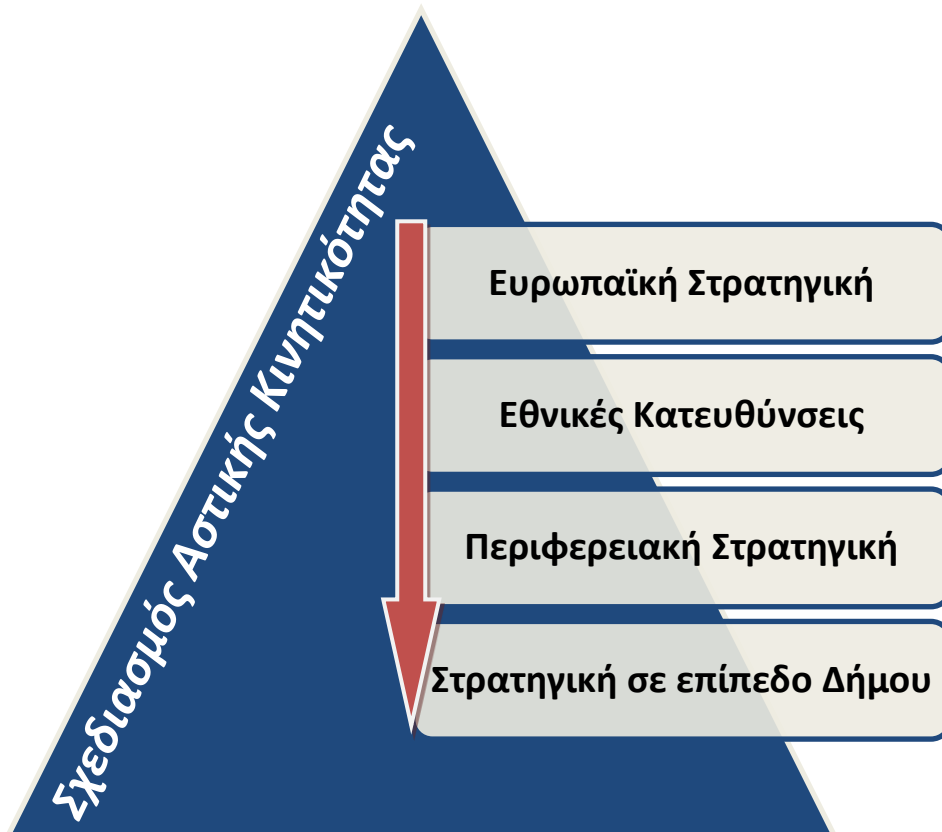 Σχεδιασμός Αστικής Κινητικότητας
Ευρωπαϊκή Στρατηγική
Εθνικές Κατευθύνσεις
Περιφερειακή Στρατηγική
Στρατηγική σε επίπεδο Δήμου